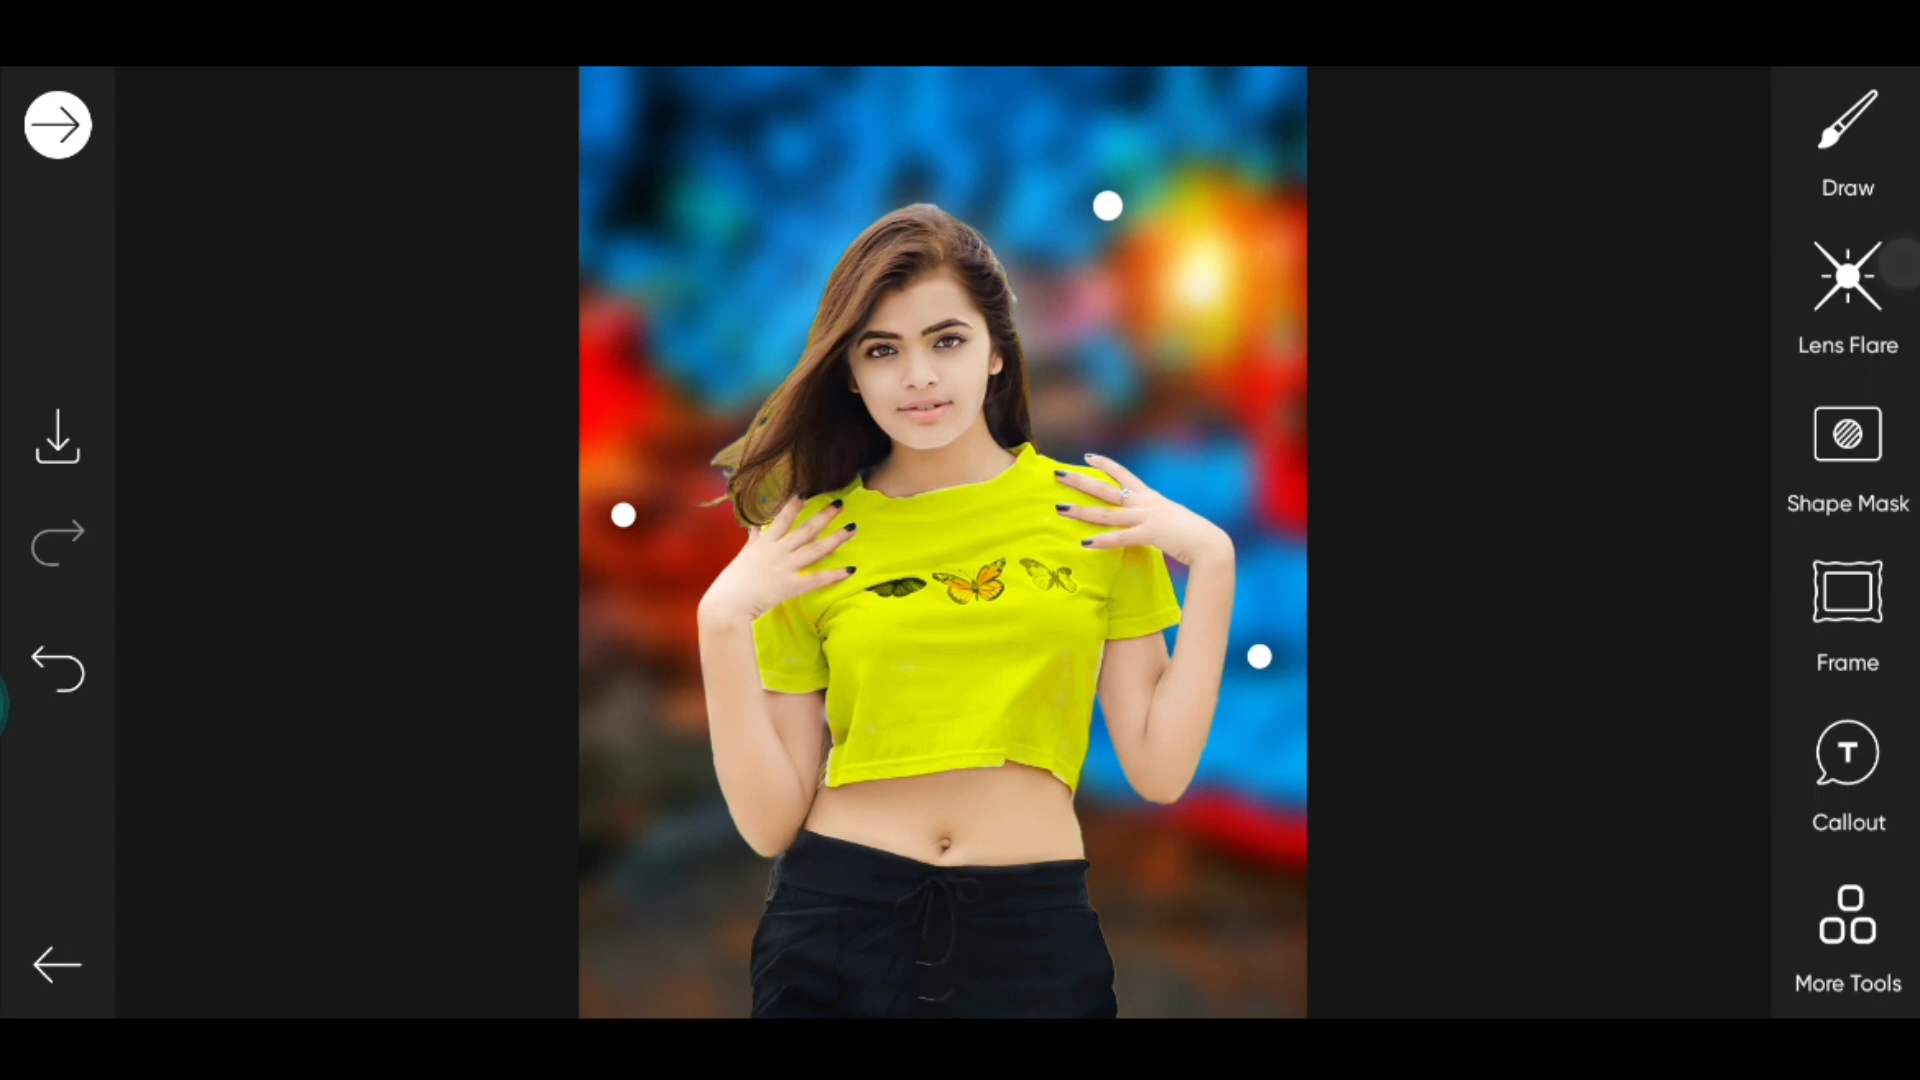 Draw
Lens Flare
Shape Mask
Frame
T
Callout
More Tools